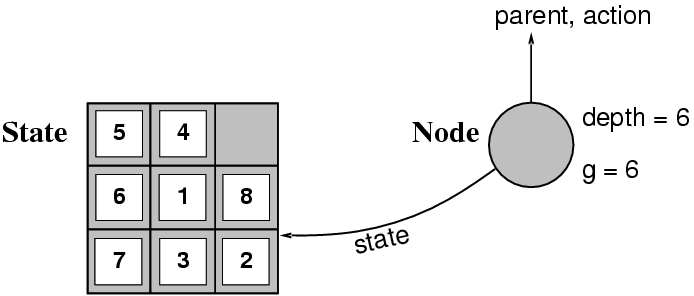 parent, action
State
5 4
6 1 8
7 3 2
Node
depth = 6
g = 6
state